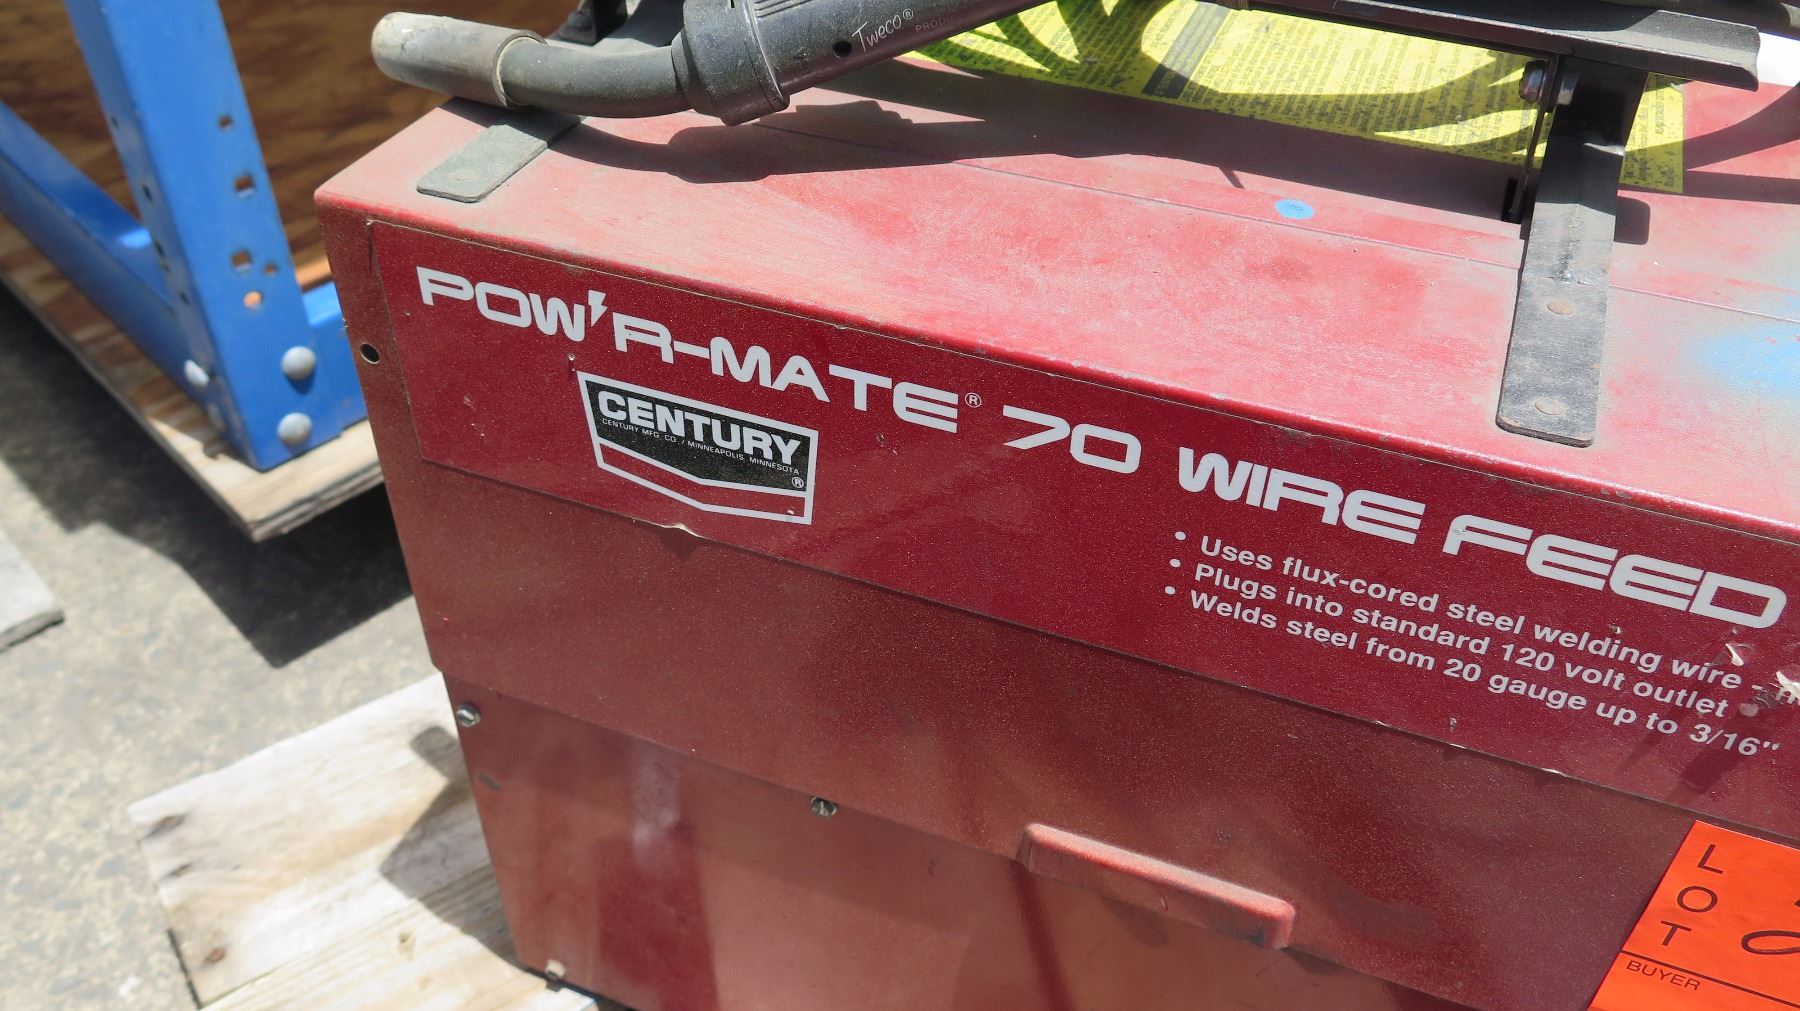 Tweco®
POW'R-MATE® 70 WIRE FEED
CENTURY
CENTURY MFG. CO. / MINNEAPOLIS, MINNESOTA
®
• Uses flux-cored steel welding wire -
• Plugs into standard 120 volt outlet
• Welds steel from 20 gauge up to 3/16"
LOT
BUYER